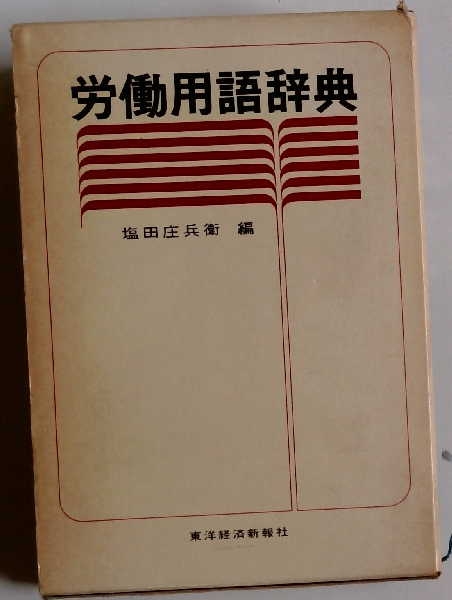 労働用語辞典
塩田庄兵衛 編
東洋経済新報社